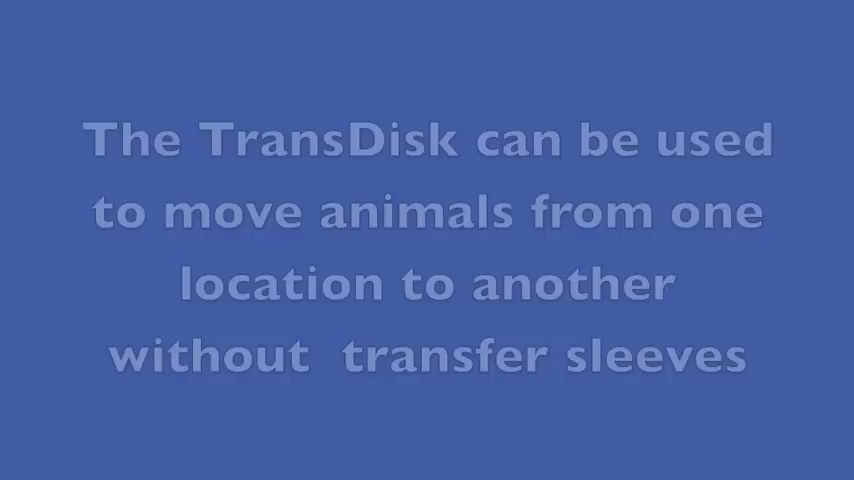 The TransDisk can be used
to move animals from one
location to another
without  transfer sleeves